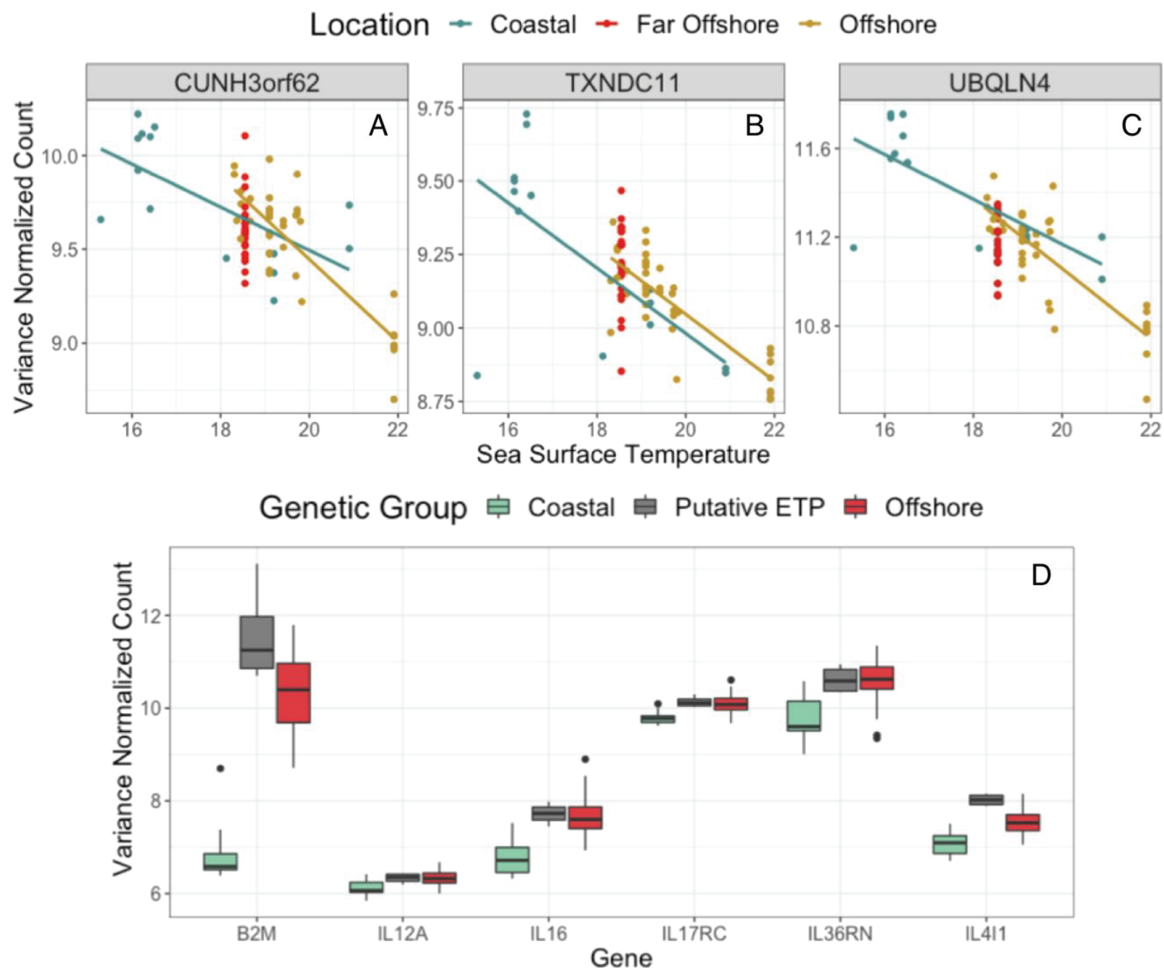 Location Coastal Far Offshore Offshore
CUNH3orf62 TXNDC11 UBQLN4
A B C
Variance Normalized Count
10.0
9.5
9.0
9.75
9.50
9.25
9.00
8.75
11.6
11.2
10.8
16 18 20 22 16 18 20 22 16 18 20 22
Sea Surface Temperature
Genetic Group Coastal Putative ETP Offshore
D
Variance Normalized Count
12
10
8
6
B2M IL12A IL16 IL17RC IL36RN IL4I1
Gene